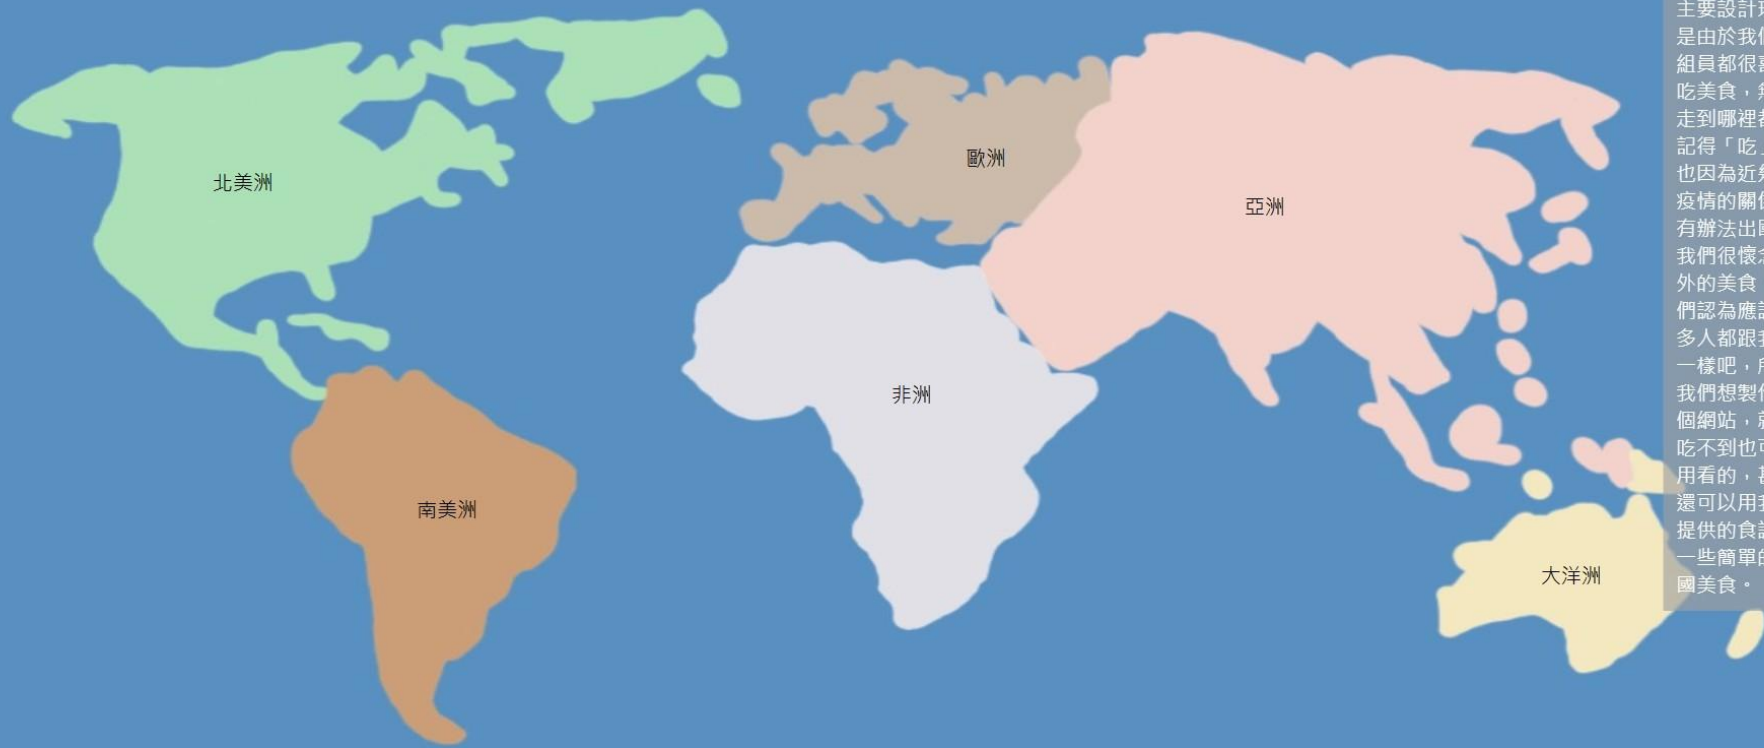 北美洲
歐洲
亞洲
非洲
南美洲
大洋洲
主要設計
是由於我
組員都很
吃美食，
走到哪裡
記得「吃」
也因為近
疫情的關
有辦法出
我們很懷
外的美食
們認為應
多人都跟
一樣吧，
我們想製
個網站，
吃不到也
用看的，
還可以用
提供的食
一些簡單
國美食。